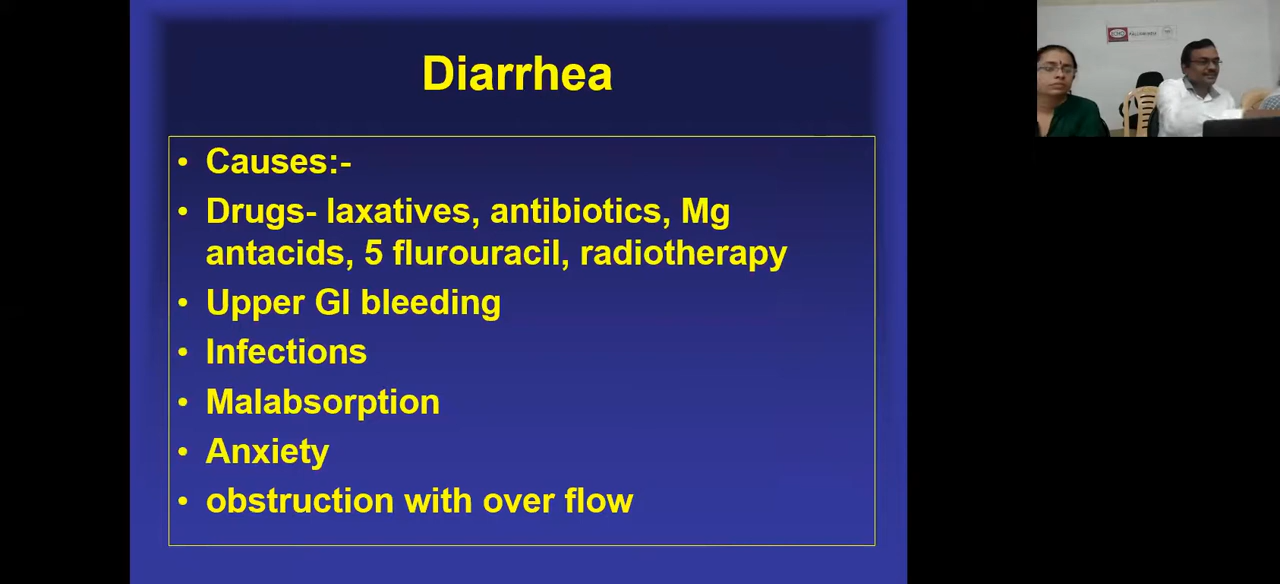 Diarrhea
• Causes:-
• Drugs- laxatives, antibiotics, Mg
antacids, 5 flurouracil, radiotherapy
• Upper GI bleeding
• Infections
• Malabsorption
• Anxiety
• obstruction with over flow